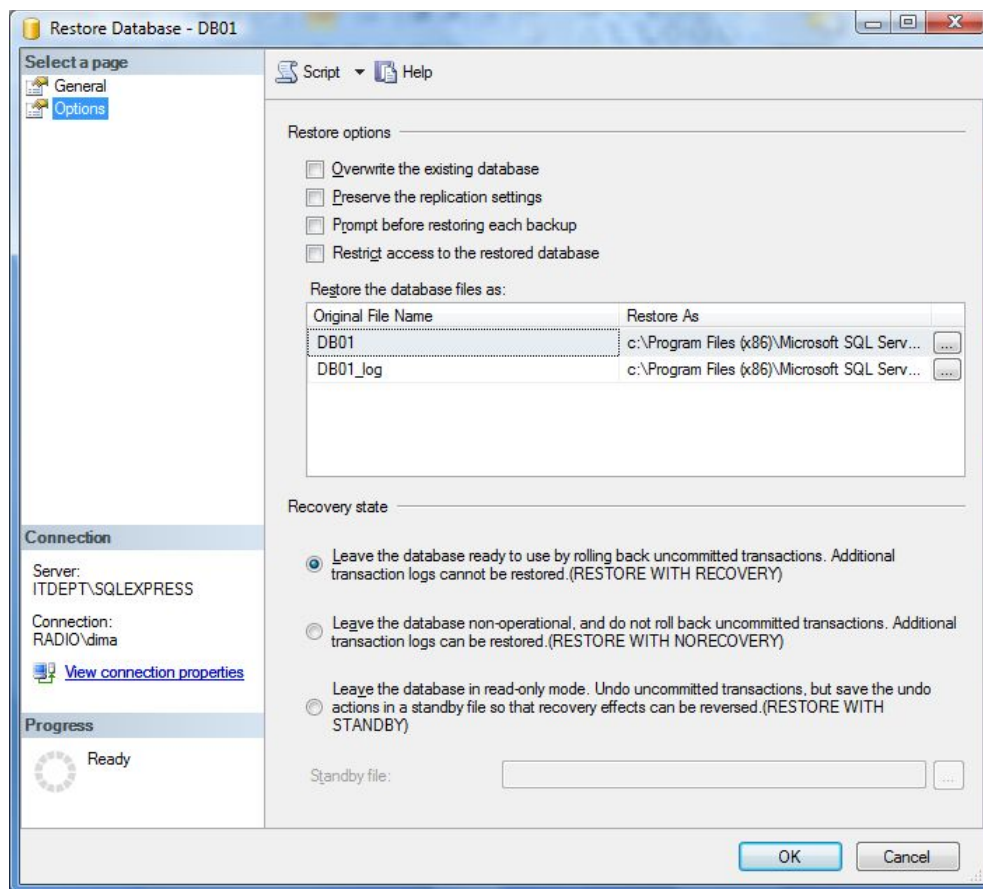 Restore Database - DB01
Select a page
General
Options
Script
Help
Restore options
Overwrite the existing database
Preserve the replication settings
Prompt before restoring each backup
Restrict access to the restored database
Restore the database files as:
Original File Name
Restore As
DB01
c:\Program Files (x86)\Microsoft SQL Serv...
...
DB01_log
c:\Program Files (x86)\Microsoft SQL Serv...
...
Recovery state
Leave the database ready to use by rolling back uncommitted transactions. Additional
transaction logs cannot be restored.(RESTORE WITH RECOVERY)
Leave the database non-operational, and do not roll back uncommitted transactions. Additional
transaction logs can be restored.(RESTORE WITH NORECOVERY)
Leave the database in read-only mode. Undo uncommitted transactions, but save the undo
actions in a standby file so that recovery effects can be reversed.(RESTORE WITH
STANDBY)
Standby file:
...
Connection
Server:
ITDEPT\SQLEXPRESS
Connection:
RADIO\dima
View connection properties
Progress
Ready
OK
Cancel